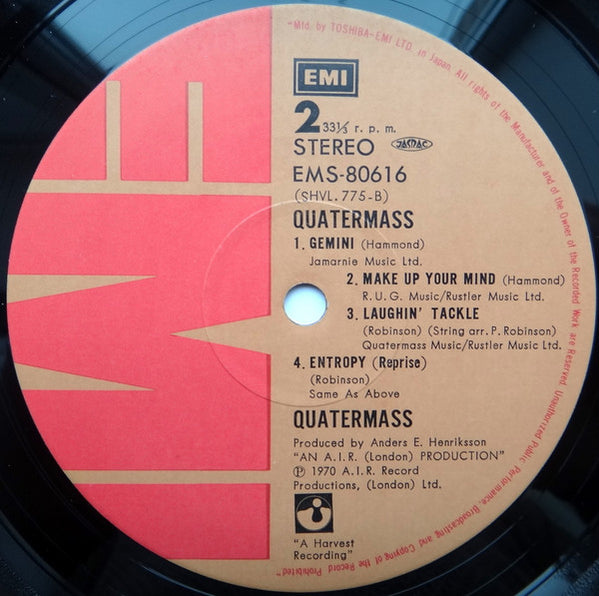 "Mfd. by TOSHIBA-EMI LTD. in Japan. All rights of the Manufacturer and of the Owner of the Recorded Work are Reserved. Unauthorized Public Performance, Broadcasting and Copying of the Record Prohibited"
EMI
2 33⅓ r. p. m.
STEREO JASRAC
EMS-80616
(SHVL. 775-B)
QUATERMASS
1. GEMINI (Hammond)
Jamarnie Music Ltd.
2. MAKE UP YOUR MIND (Hammond)
R.U.G. Music/Rustler Music Ltd.
3. LAUGHIN' TACKLE
(Robinson) (String arr. P. Robinson)
Quatermass Music/Rustler Music Ltd.
4. ENTROPY (Reprise)
(Robinson)
Same As Above
QUATERMASS
Produced by Anders E. Henriksson
"AN A.I.R. (London) PRODUCTION"
Ⓟ 1970 A.I.R. Record
Productions, (London) Ltd.
"A Harvest
Recording"